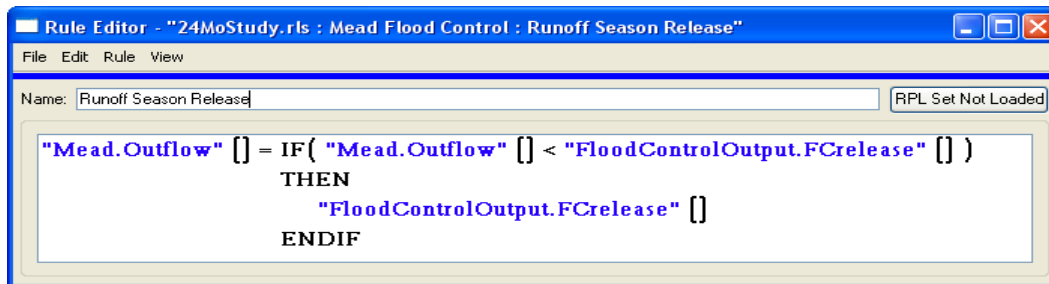 Rule Editor - "24MoStudy.rls : Mead Flood Control : Runoff Season Release"
File Edit Rule View
Name: Runoff Season Release RPL Set Not Loaded
"Mead.Outflow" [] = IF( "Mead.Outflow" [] < "FloodControlOutput.FCrelease" [] )
THEN
"FloodControlOutput.FCrelease" []
ENDIF